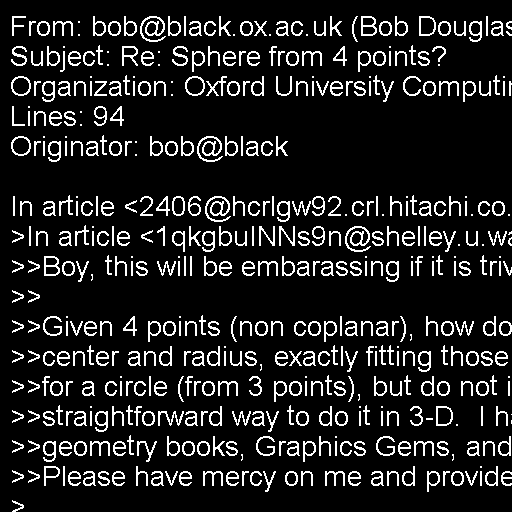 From: bob@black.ox.ac.uk (Bob Douglas
Subject: Re: Sphere from 4 points?
Organization: Oxford University Computin
Lines: 94
Originator: bob@black

In article <2406@hcrlgw92.crl.hitachi.co.
>In article <1qkgbuINNs9n@shelley.u.wa
>>Boy, this will be embarassing if it is triv
>>
>>Given 4 points (non coplanar), how do
>>center and radius, exactly fitting those
>>for a circle (from 3 points), but do not i
>>straightforward way to do it in 3-D.  I ha
>>geometry books, Graphics Gems, and
>>Please have mercy on me and provide
>